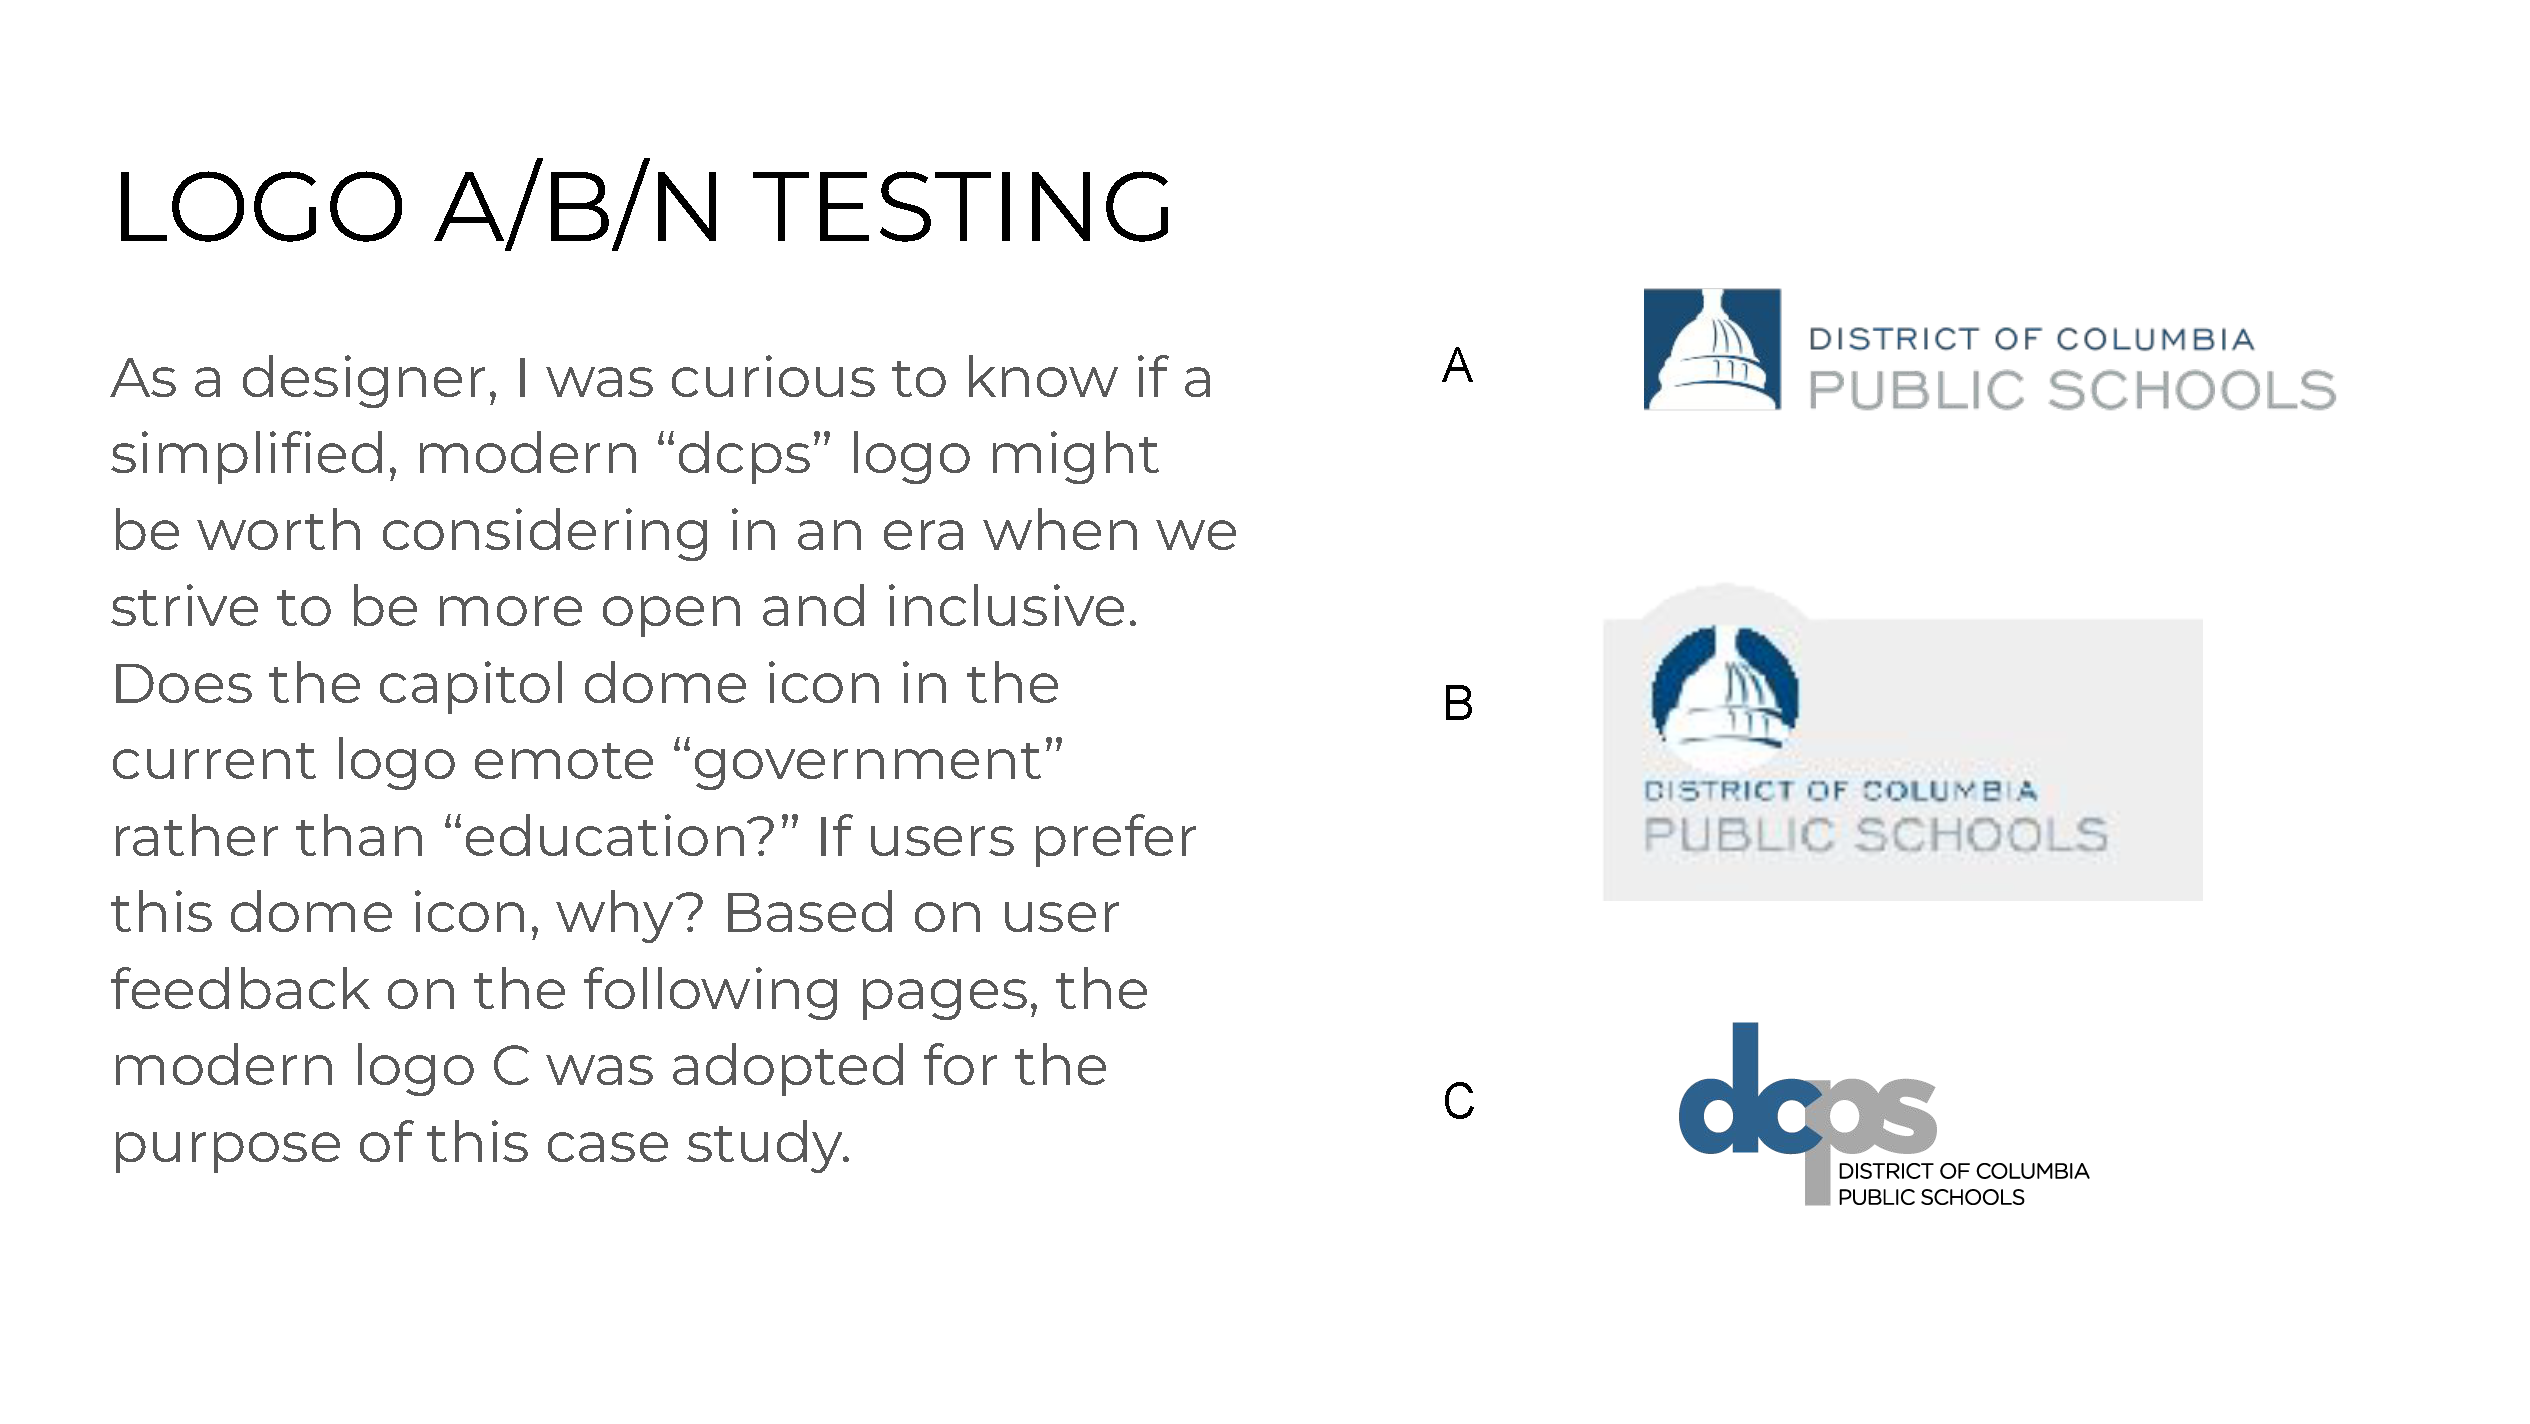 LOGO A/B/N TESTING
As a designer, I was curious to know if a
simplified, modern “dcps” logo might
be worth considering in an era when we
strive to be more open and inclusive.
Does the capitol dome icon in the
current logo emote “government”
rather than “education?” If users prefer
this dome icon, why? Based on user
feedback on the following pages, the
modern logo C was adopted for the
purpose of this case study.
A
DISTRICT OF COLUMBIA
PUBLIC SCHOOLS
B
DISTRICT OF COLUMBIA
PUBLIC SCHOOLS
C
dcps
DISTRICT OF COLUMBIA
PUBLIC SCHOOLS